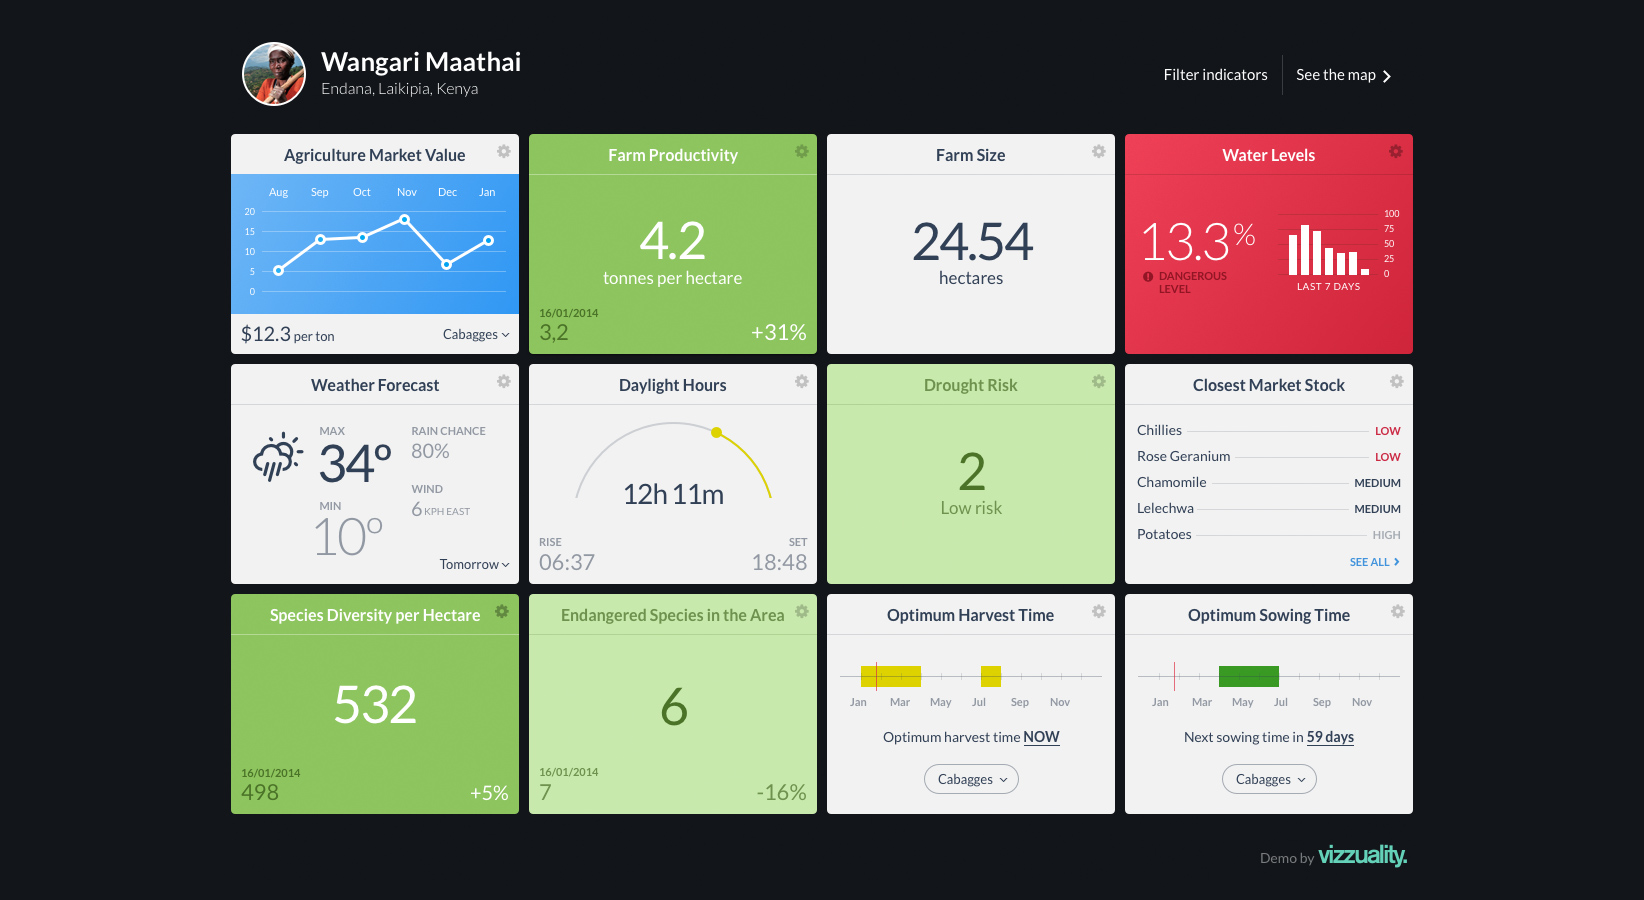 Wangari Maathai
Endana, Laikipia, Kenya
Filter indicators
See the map
Agriculture Market Value
Aug Sep Oct Nov Dec Jan
20
15
10
5
0
$12.3 per ton
Cabagges
Farm Productivity
4.2
tonnes per hectare
16/01/2014
3,2
+31%
Farm Size
24.54
hectares
Water Levels
13.3%
DANGEROUS
LEVEL
100
75
50
25
0
LAST 7 DAYS
Weather Forecast
MAX
34º
MIN
10º
RAIN CHANCE
80%
WIND
6 KPH EAST
Tomorrow
Daylight Hours
12h 11m
RISE
06:37
SET
18:48
Drought Risk
2
Low risk
Closest Market Stock
Chillies LOW
Rose Geranium LOW
Chamomile MEDIUM
Lelechwa MEDIUM
Potatoes HIGH
SEE ALL
Species Diversity per Hectare
532
16/01/2014
498
+5%
Endangered Species in the Area
6
16/01/2014
7
-16%
Optimum Harvest Time
Jan Mar May Jul Sep Nov
Optimum harvest time NOW
Cabagges
Optimum Sowing Time
Jan Mar May Jul Sep Nov
Next sowing time in 59 days
Cabagges
Demo by vizzuality.